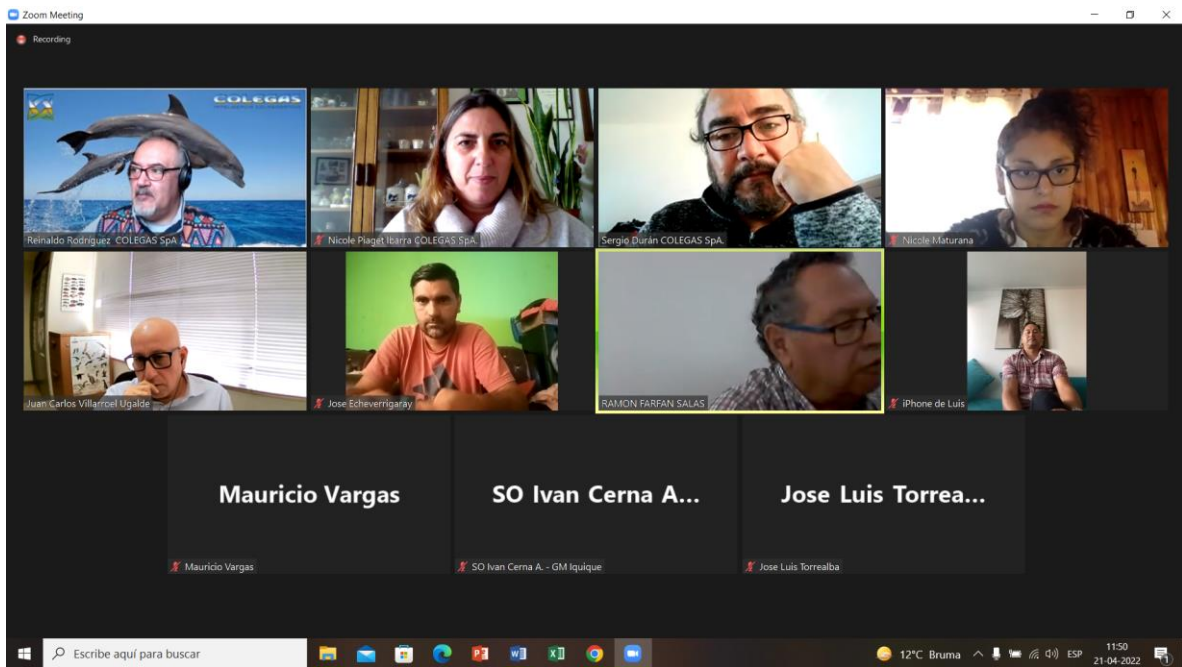 Zoom Meeting
Recording
COLEGAS
Reinaldo Rodríguez COLEGAS SpA
Nicole Piaget Ibarra COLEGAS SpA.
Sergio Durán COLEGAS SpA.
Nicole Maturana
Juan Carlos Villarroel Ugalde
Jose Echeverrigaray
RAMON FARFAN SALAS
iPhone de Luis
Mauricio Vargas
SO Ivan Cerna A...
Jose Luis Torrea...
Mauricio Vargas
SO Ivan Cerna A. - GM Iquique
Jose Luis Torrealba
Escribe aquí para buscar
12°C Bruma
ESP
11:50
21-04-2022